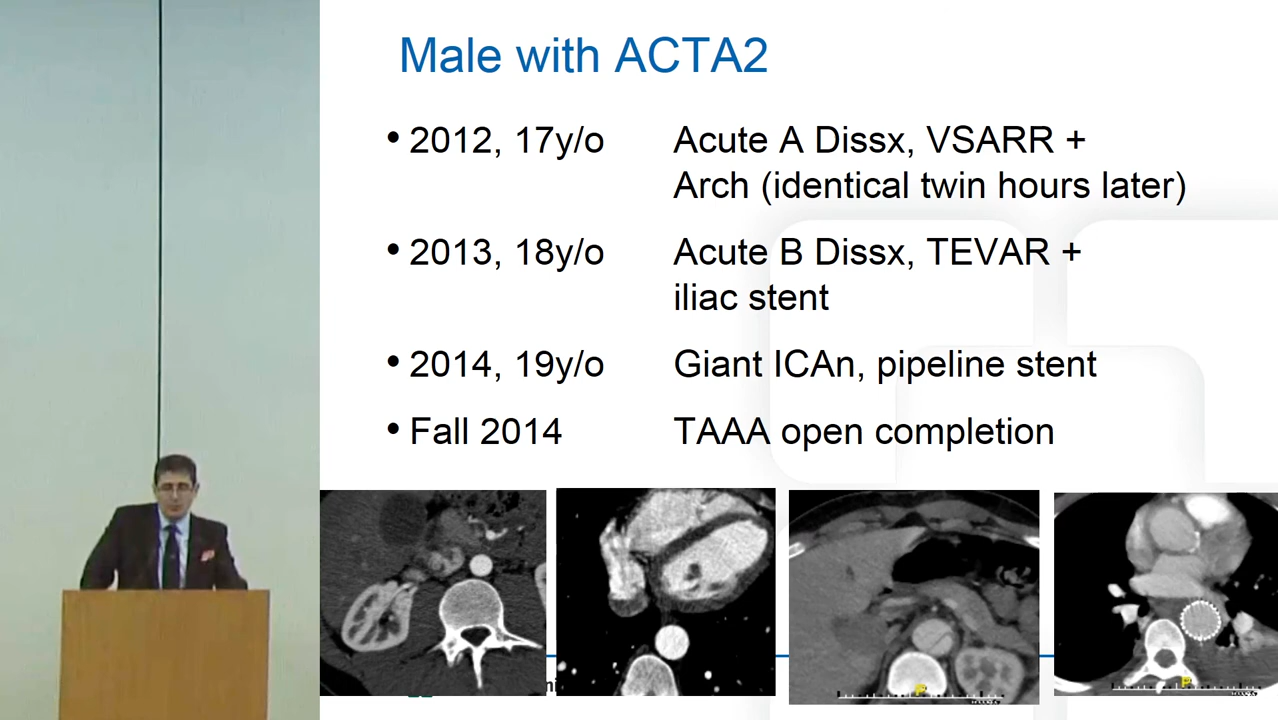 Male with ACTA2
• 2012, 17y/o Acute A Dissx, VSARR +
Arch (identical twin hours later)
• 2013, 18y/o Acute B Dissx, TEVAR +
iliac stent
• 2014, 19y/o Giant ICAn, pipeline stent
• Fall 2014 TAAA open completion
P
P